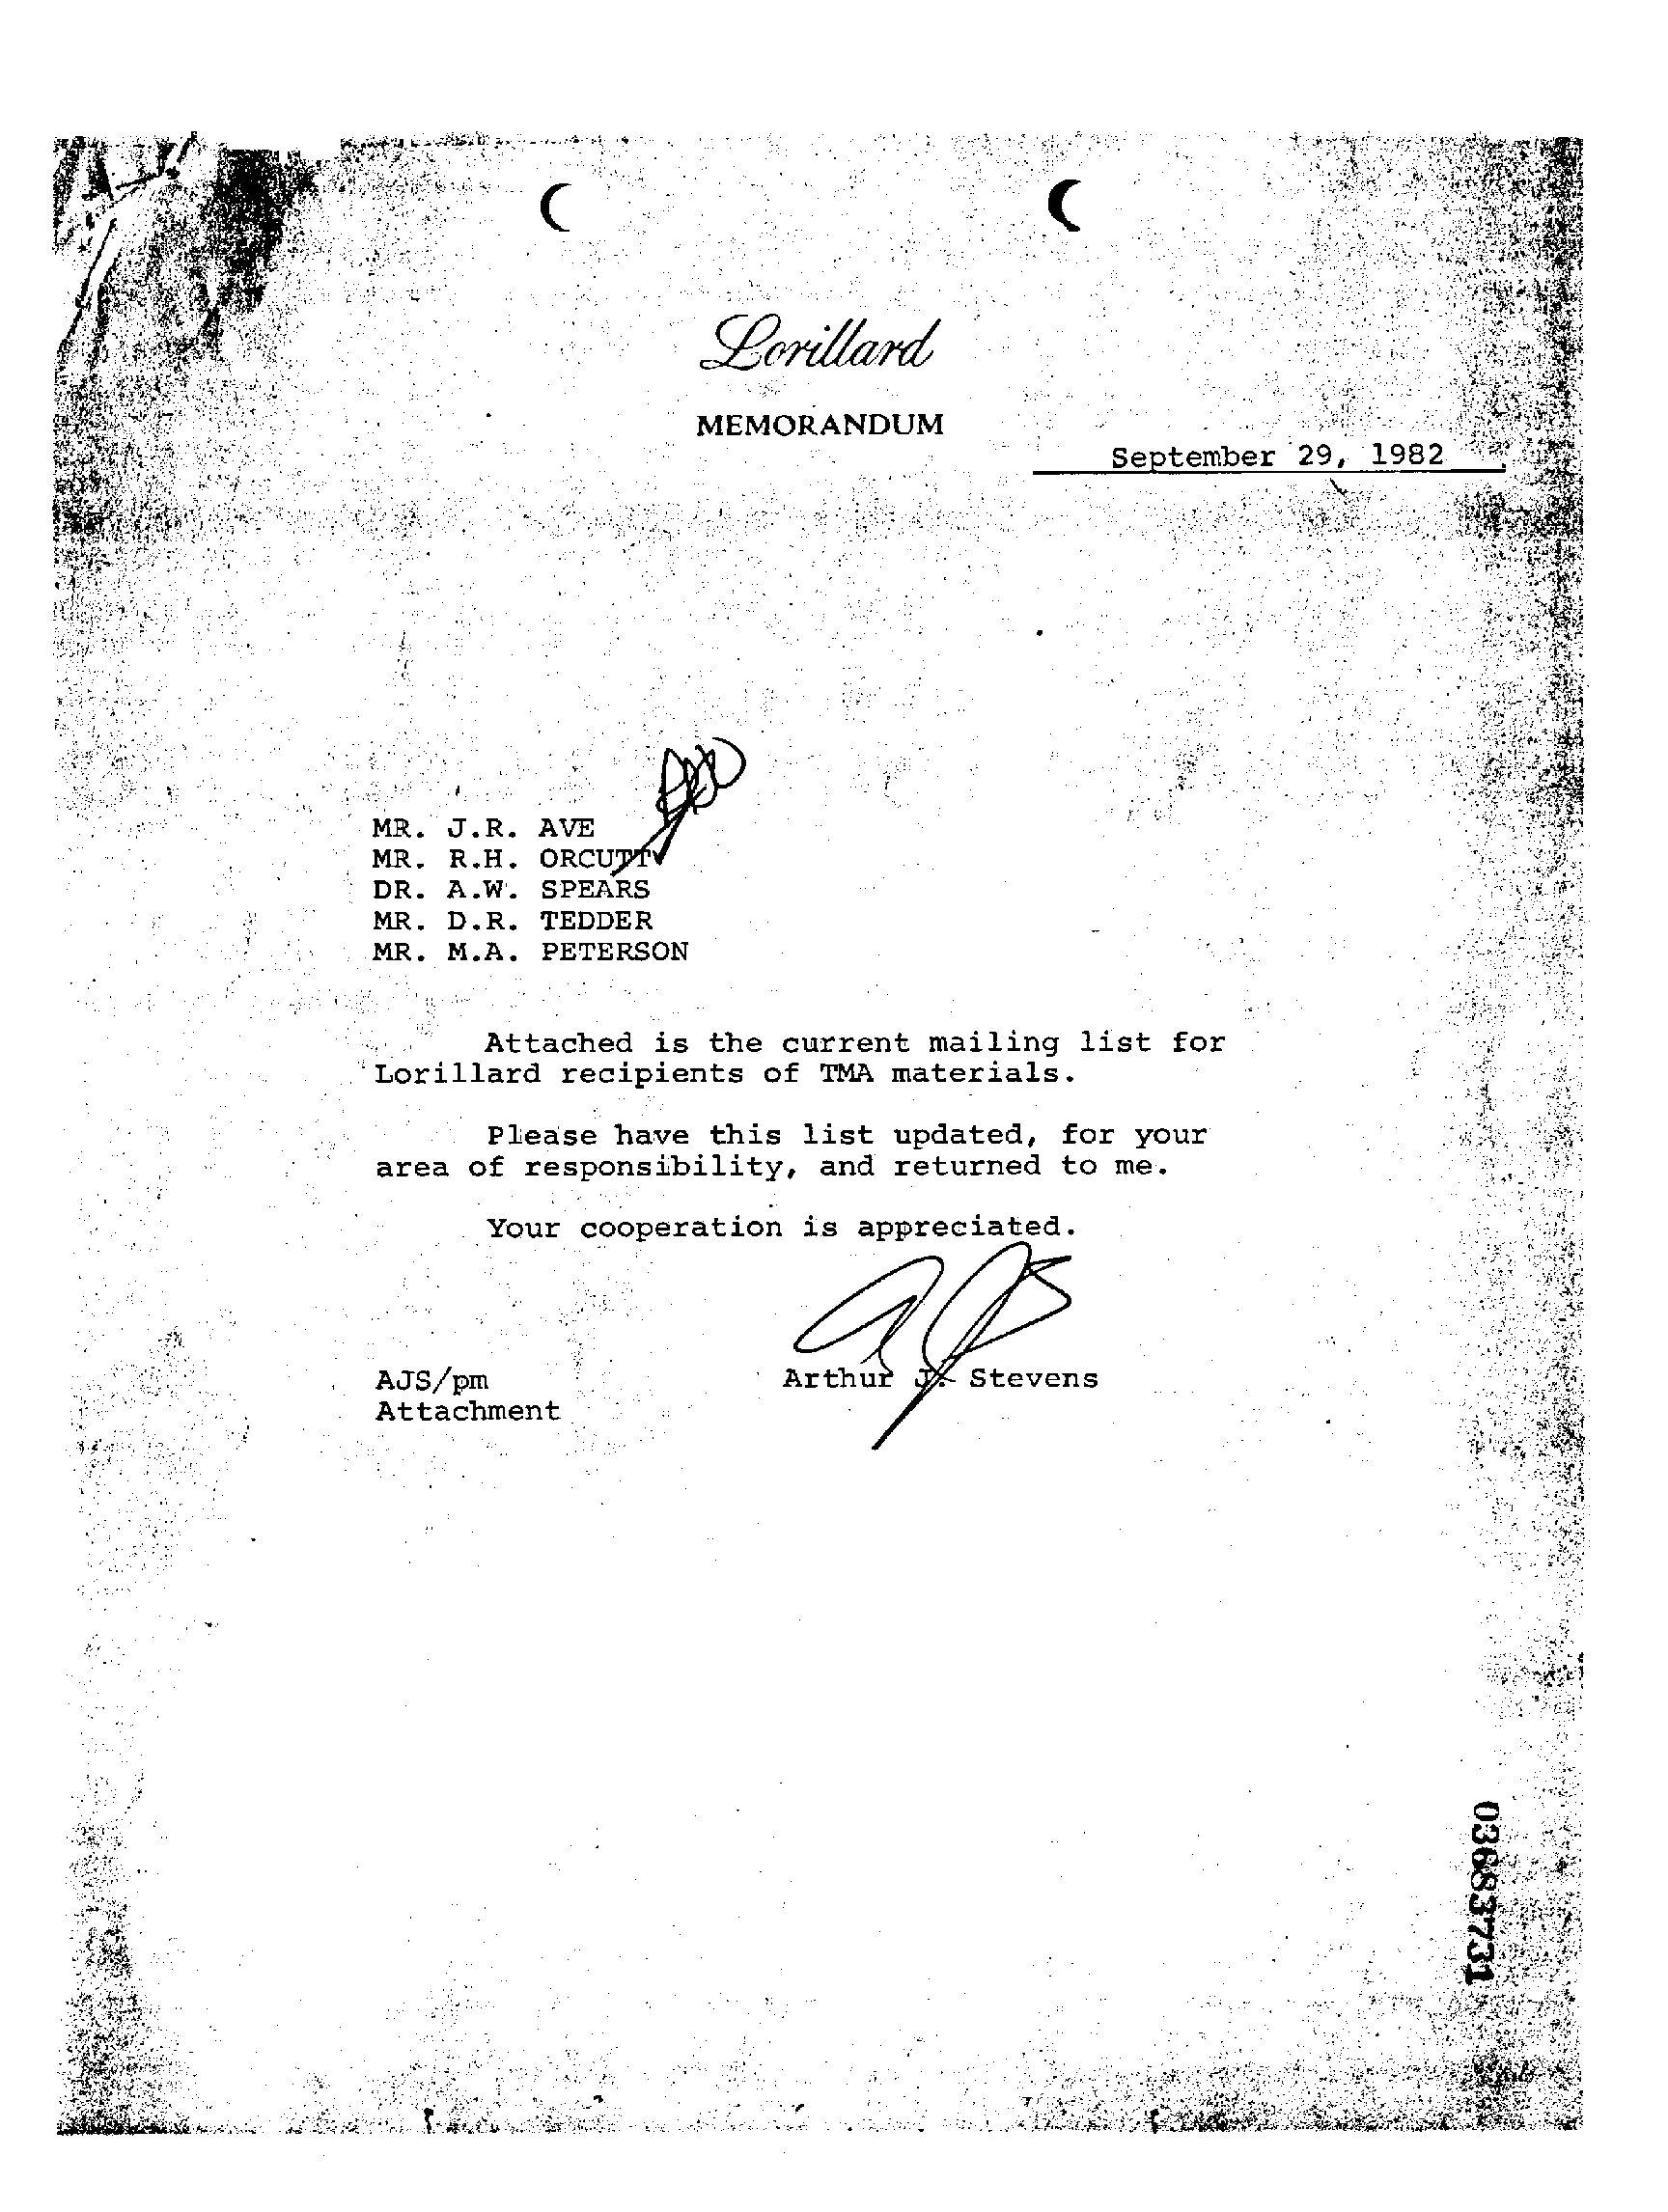 Lorillard
MEMORANDUM
September 29, 1982
MR. J.R. AVE
MR. R.H. ORCUTT
DR. A.W. SPEARS
MR. D.R. TEDDER
MR. M.A. PETERSON
Attached is the current mailing list for
Lorillard recipients of TMA materials.
Please have this list updated, for your
area of responsibility, and returned to me.
Your cooperation is appreciated.
Arthur J. Stevens
AJS/pm
Attachment
03683731